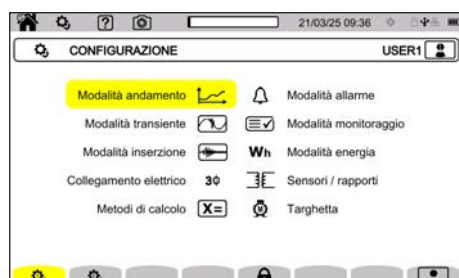 ? 21/03/25 09:36
CONFIGURAZIONE USER1
Modalità andamento Modalità allarme
Modalità transiente Modalità monitoraggio
Modalità inserzione Wh Modalità energia
Collegamento elettrico 3¢ Sensori / rapporti
Metodi di calcolo X= M Targhetta